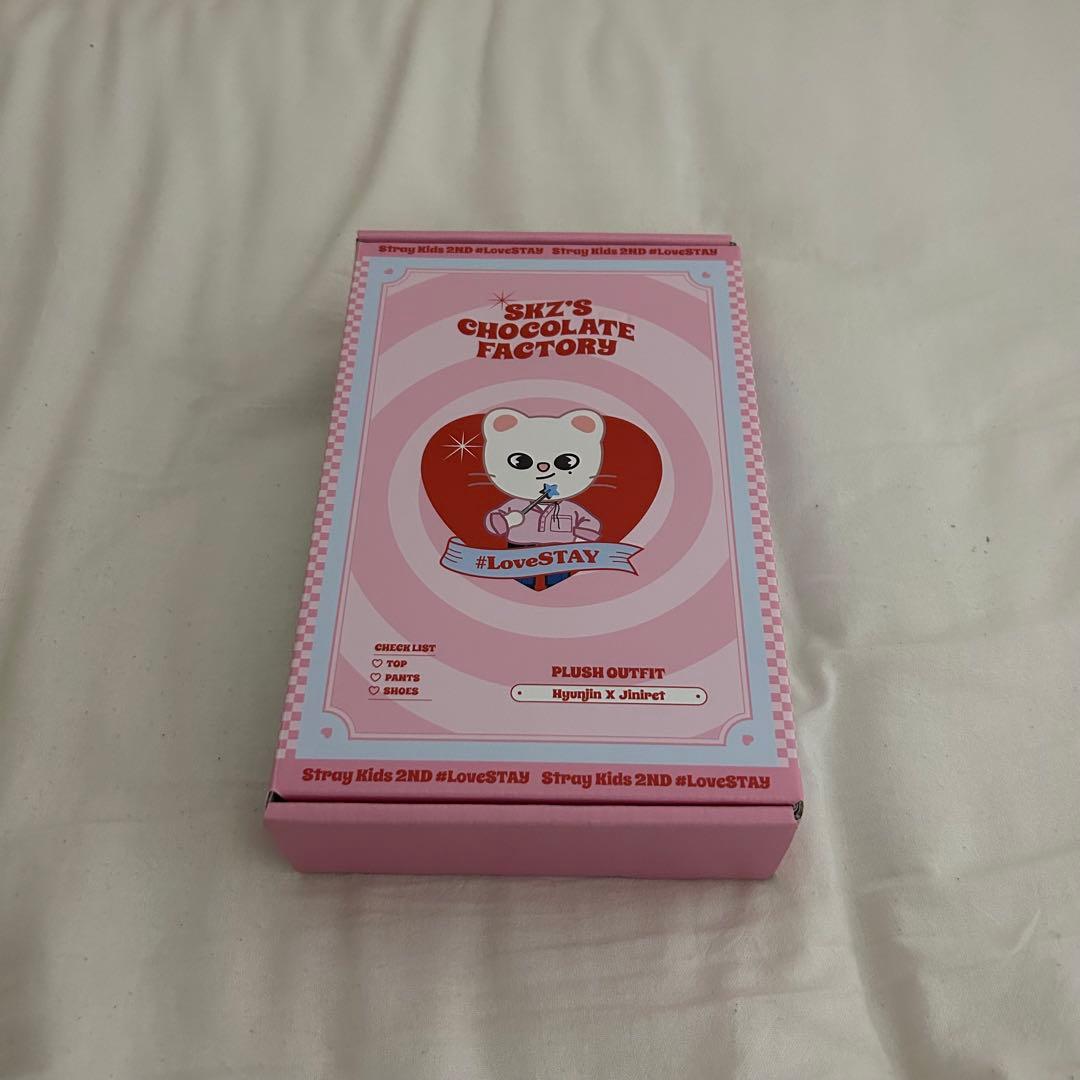 Stray Kids 2ND #LoveSTAY Stray Kids 2ND #LoveSTAY
SKZ'S
CHOCOLATE
FACTORY
#LoveSTAY
CHECK LIST
TOP
PANTS
SHOES
PLUSH OUTFIT
Hyunjin X Jiniret
Stray Kids 2ND #LoveSTAY Stray Kids 2ND #LoveSTAY